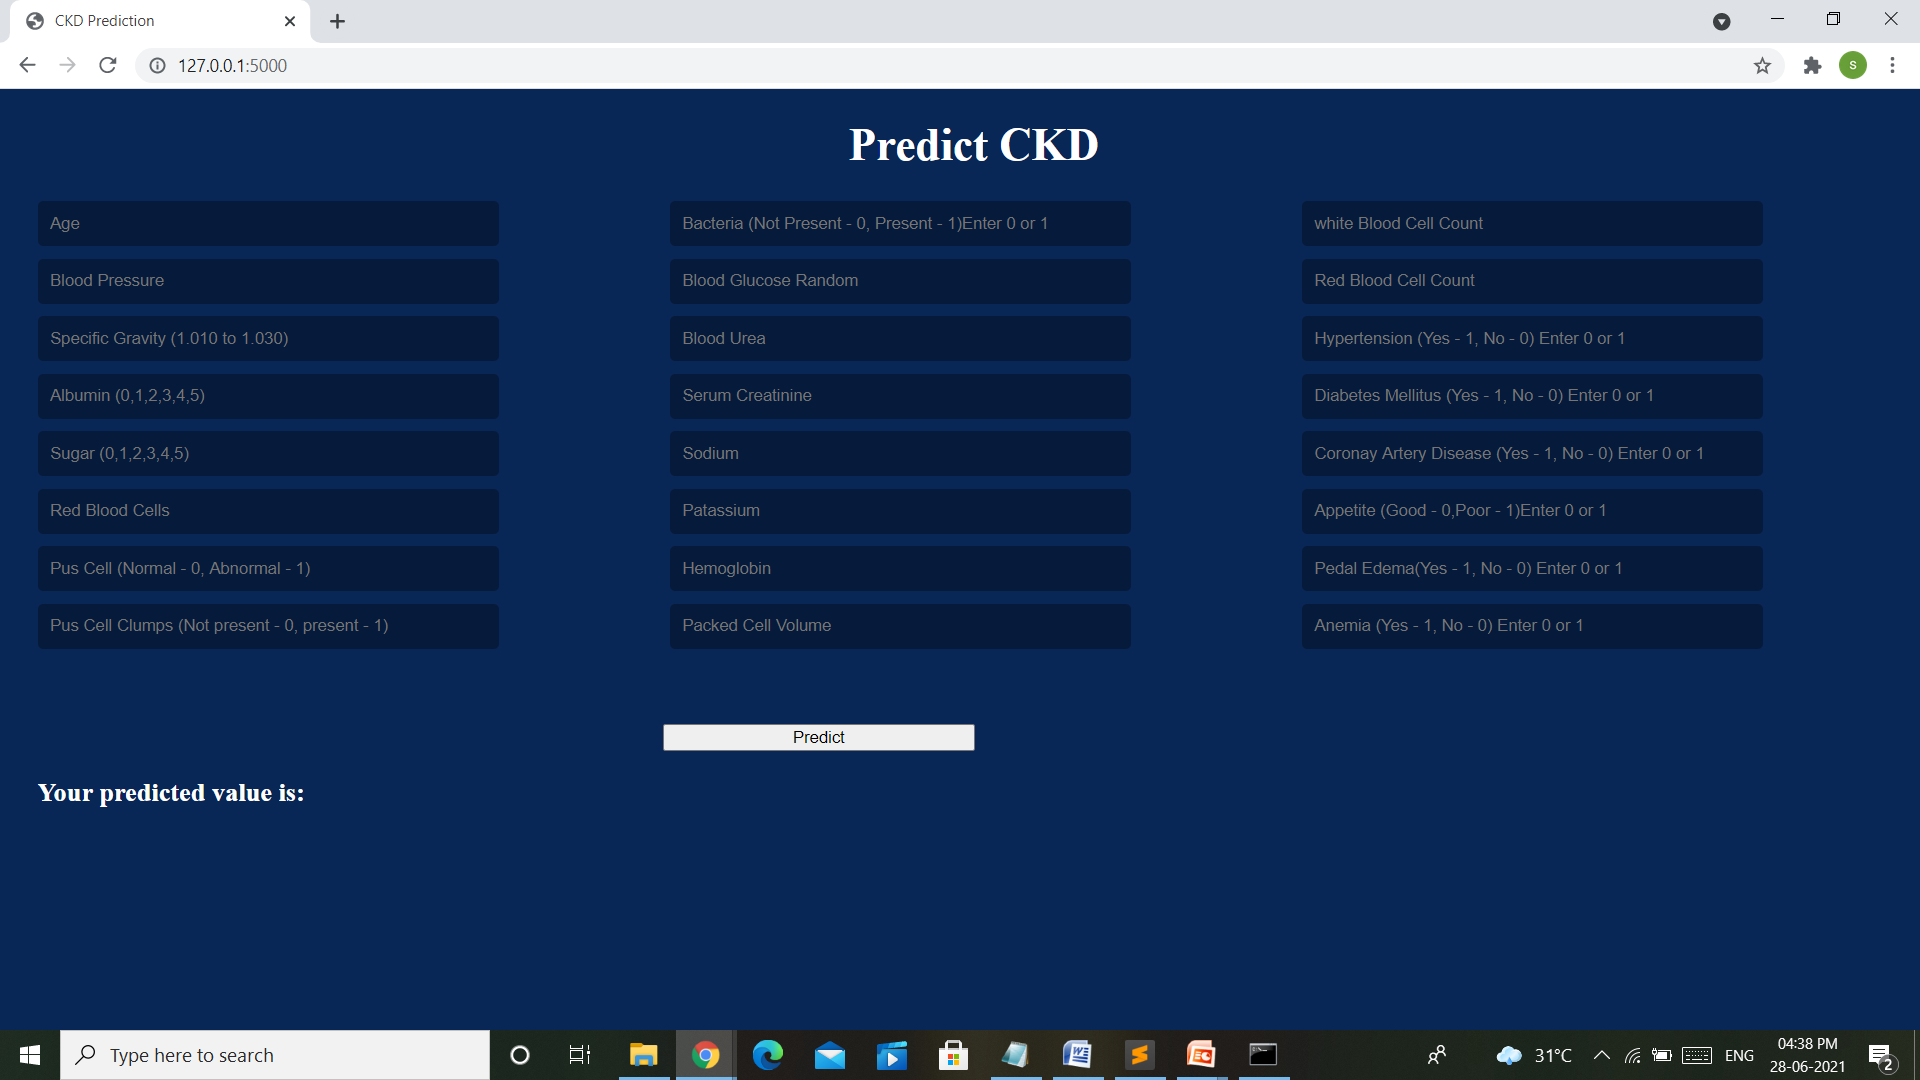 CKD Prediction
127.0.0.1:5000
S
Predict CKD
Age
Blood Pressure
Specific Gravity (1.010 to 1.030)
Albumin (0,1,2,3,4,5)
Sugar (0,1,2,3,4,5)
Red Blood Cells
Pus Cell (Normal - 0, Abnormal - 1)
Pus Cell Clumps (Not present - 0, present - 1)
Bacteria (Not Present - 0, Present - 1)Enter 0 or 1
Blood Glucose Random
Blood Urea
Serum Creatinine
Sodium
Patassium
Hemoglobin
Packed Cell Volume
white Blood Cell Count
Red Blood Cell Count
Hypertension (Yes - 1, No - 0) Enter 0 or 1
Diabetes Mellitus (Yes - 1, No - 0) Enter 0 or 1
Coronay Artery Disease (Yes - 1, No - 0) Enter 0 or 1
Appetite (Good - 0,Poor - 1)Enter 0 or 1
Pedal Edema(Yes - 1, No - 0) Enter 0 or 1
Anemia (Yes - 1, No - 0) Enter 0 or 1
Predict
Your predicted value is:
Type here to search
31°C
ENG
04:38 PM
28-06-2021
2